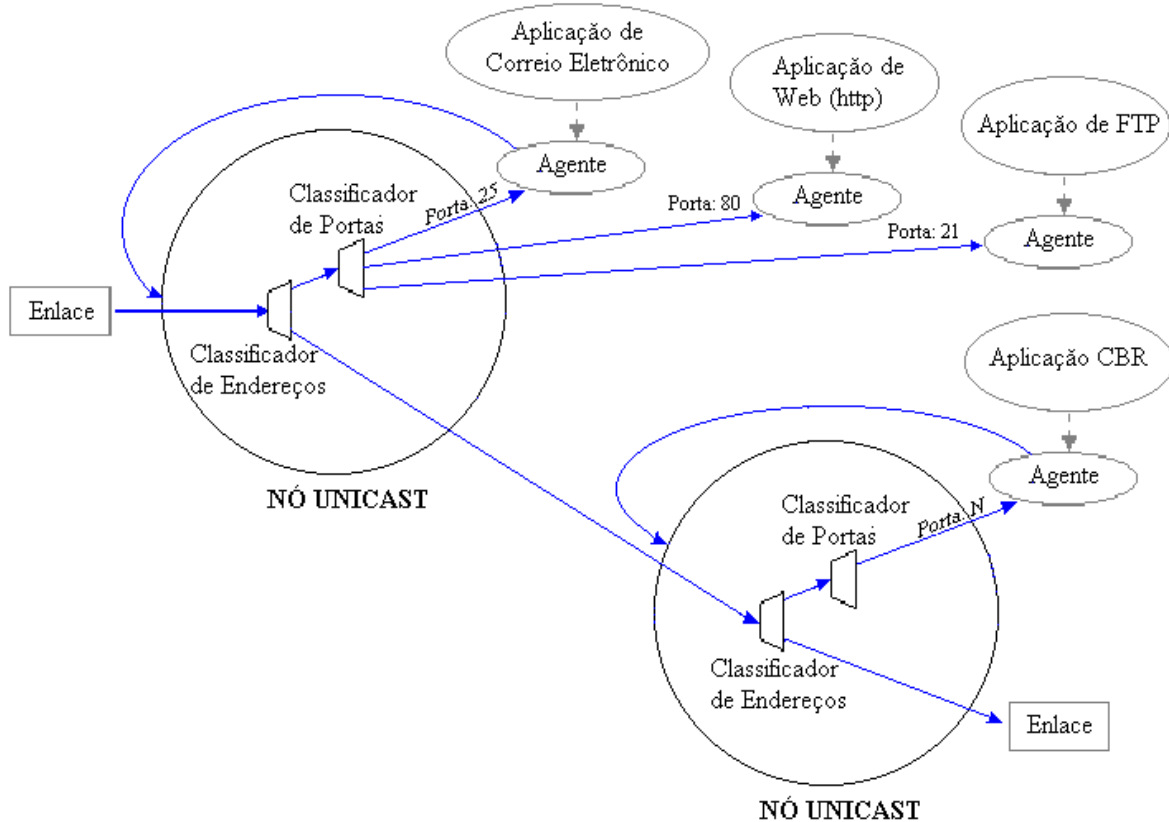 Aplicação de
Correio Eletrônico
Aplicação de
Web (http)
Aplicação de FTP
Agente
Classificador
de Portas
Porta: 25
Porta: 80
Agente
Porta: 21
Agente
Enlace
Classificador
de Endereços
Aplicação CBR
NÓ UNICAST
Agente
Classificador
de Portas
Porta: N
Classificador
de Endereços
Enlace
NÓ UNICAST